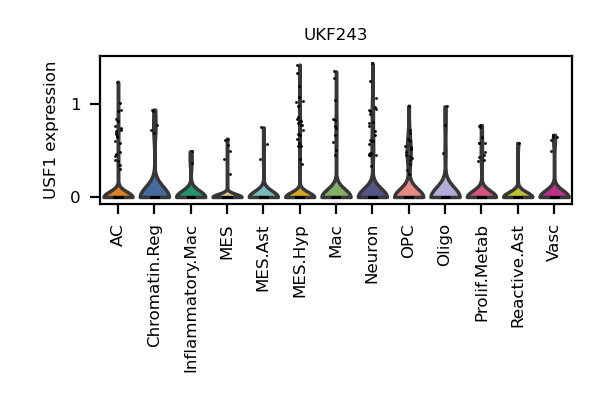 UKF243
USF1 expression
1
0
AC
Chromatin.Reg
Inflammatory.Mac
MES
MES.Ast
MES.Hyp
Mac
Neuron
OPC
Oligo
Prolif.Metab
Reactive.Ast
Vasc